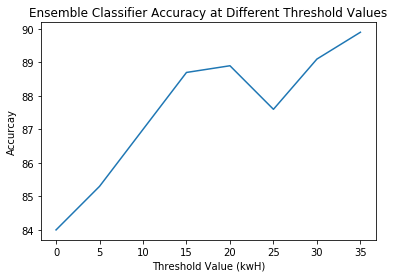 Ensemble Classifier Accuracy at Different Threshold Values
90
89
88
87
86
85
84
Accurcay
0 5 10 15 20 25 30 35
Threshold Value (kwH)